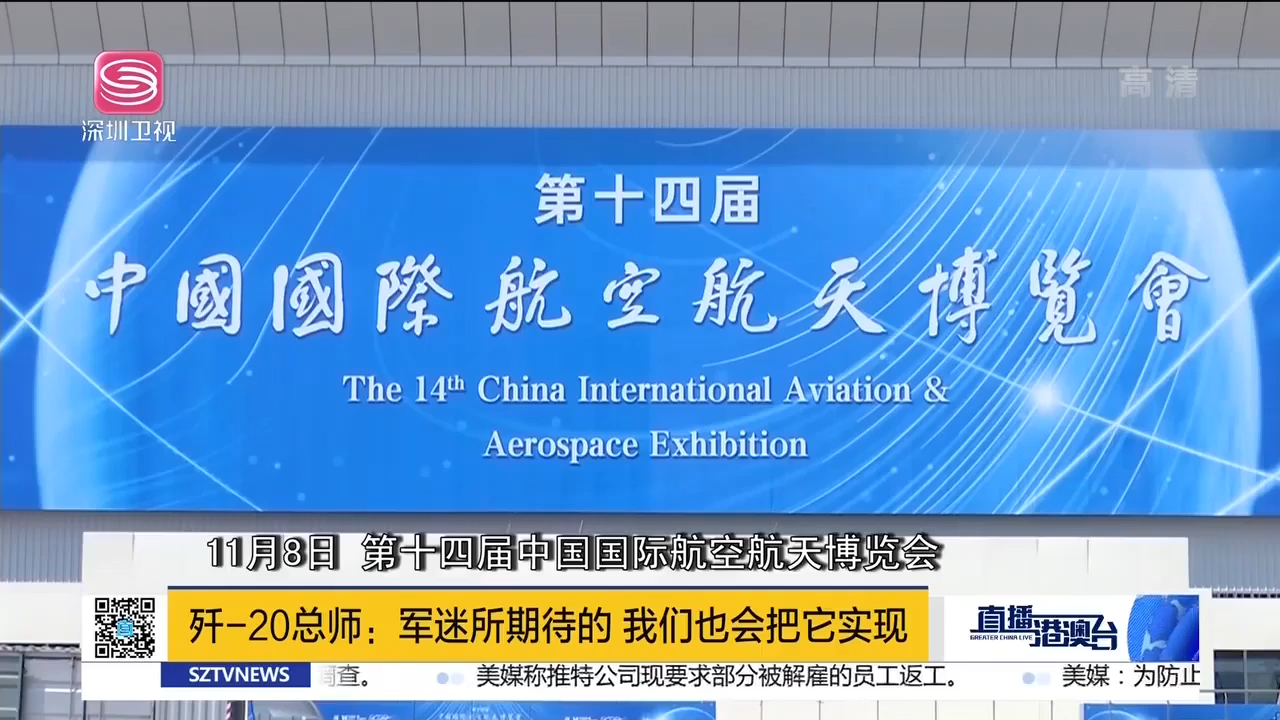 深圳卫视
高清
第十四届
中國國際航空航天博覽會
The 14th China International Aviation &
Aerospace Exhibition
11月8日 第十四届中国国际航空航天博览会
歼-20总师：军迷所期待的 我们也会把它实现
直播港澳台
GREATER CHINA LIVE
SZTVNEWS 调查。 美媒称推特公司现要求部分被解雇的员工返工。 美媒：为防止